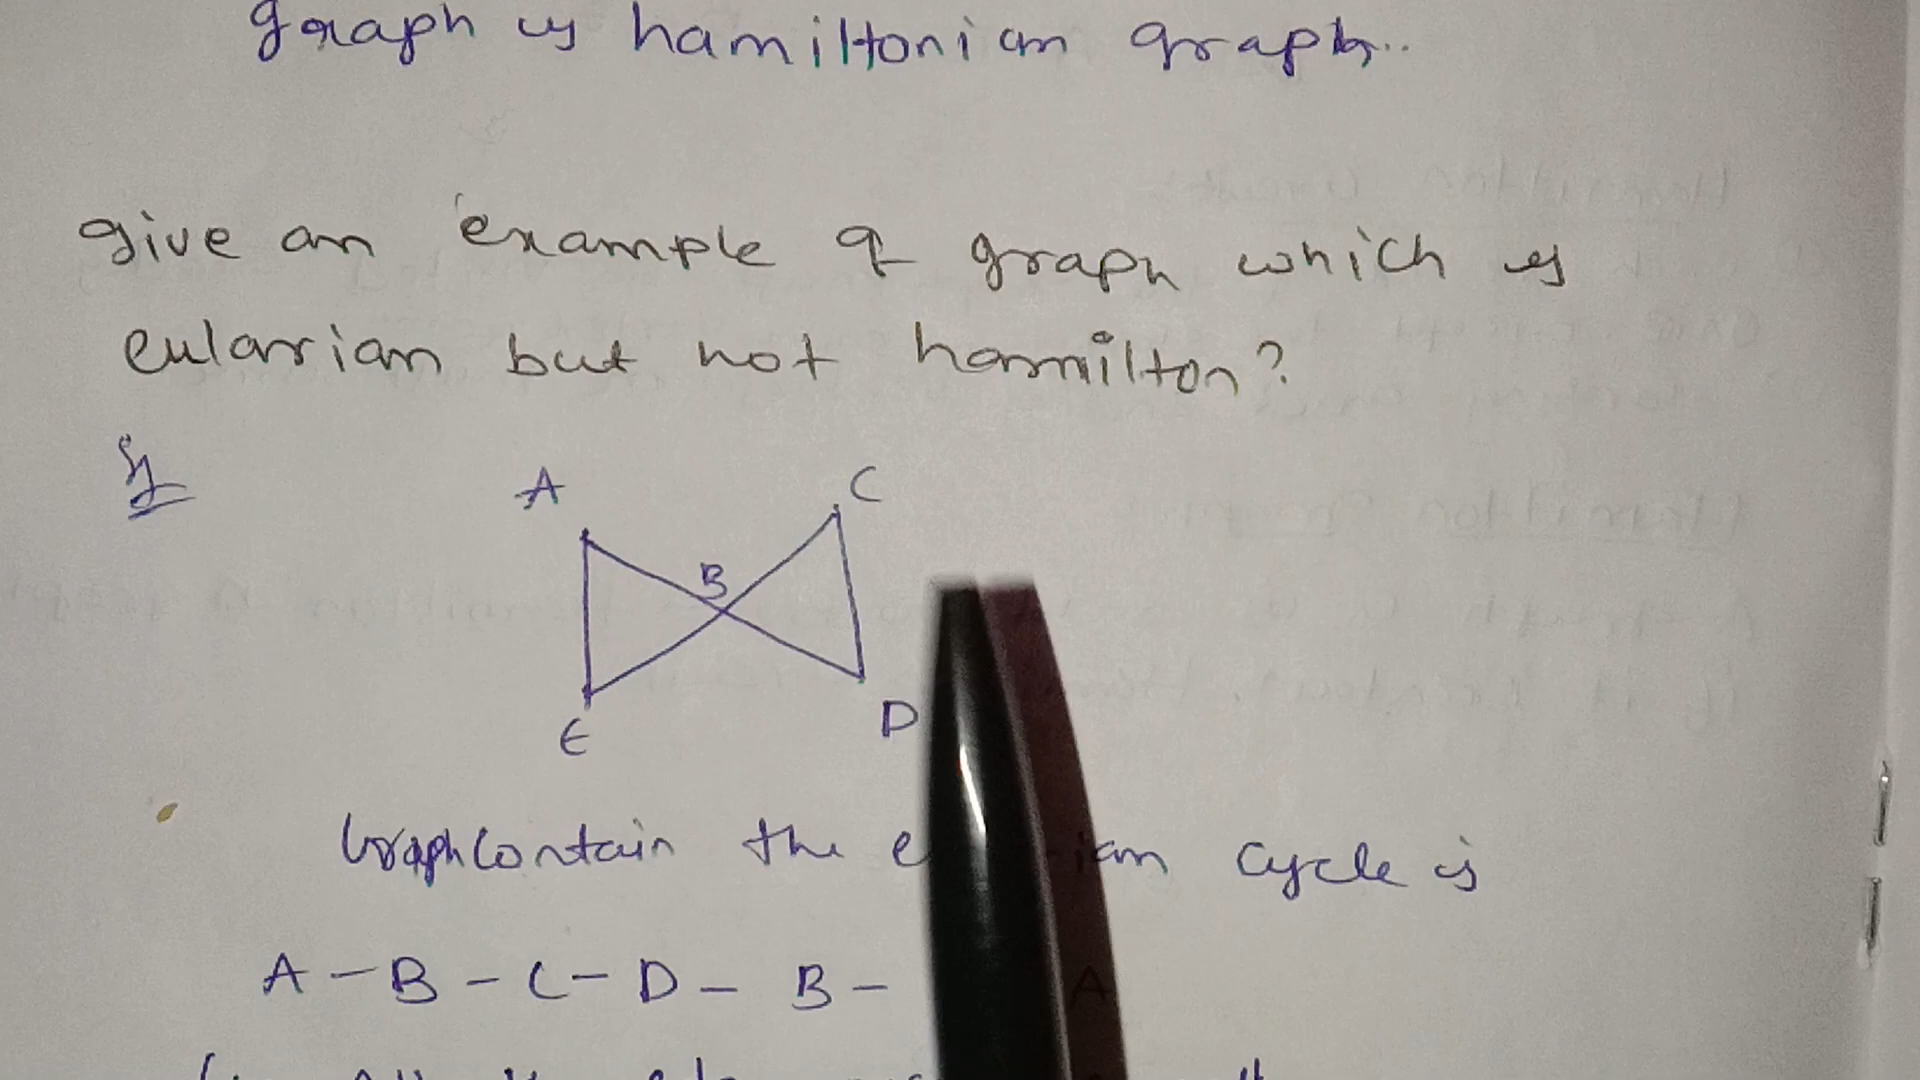 graph is hamiltonian graph..
give an example of graph which is
eularian but not hamilton?
A
C
B
E
D
Graph contain the cycle is
A - B - C - D - B - A